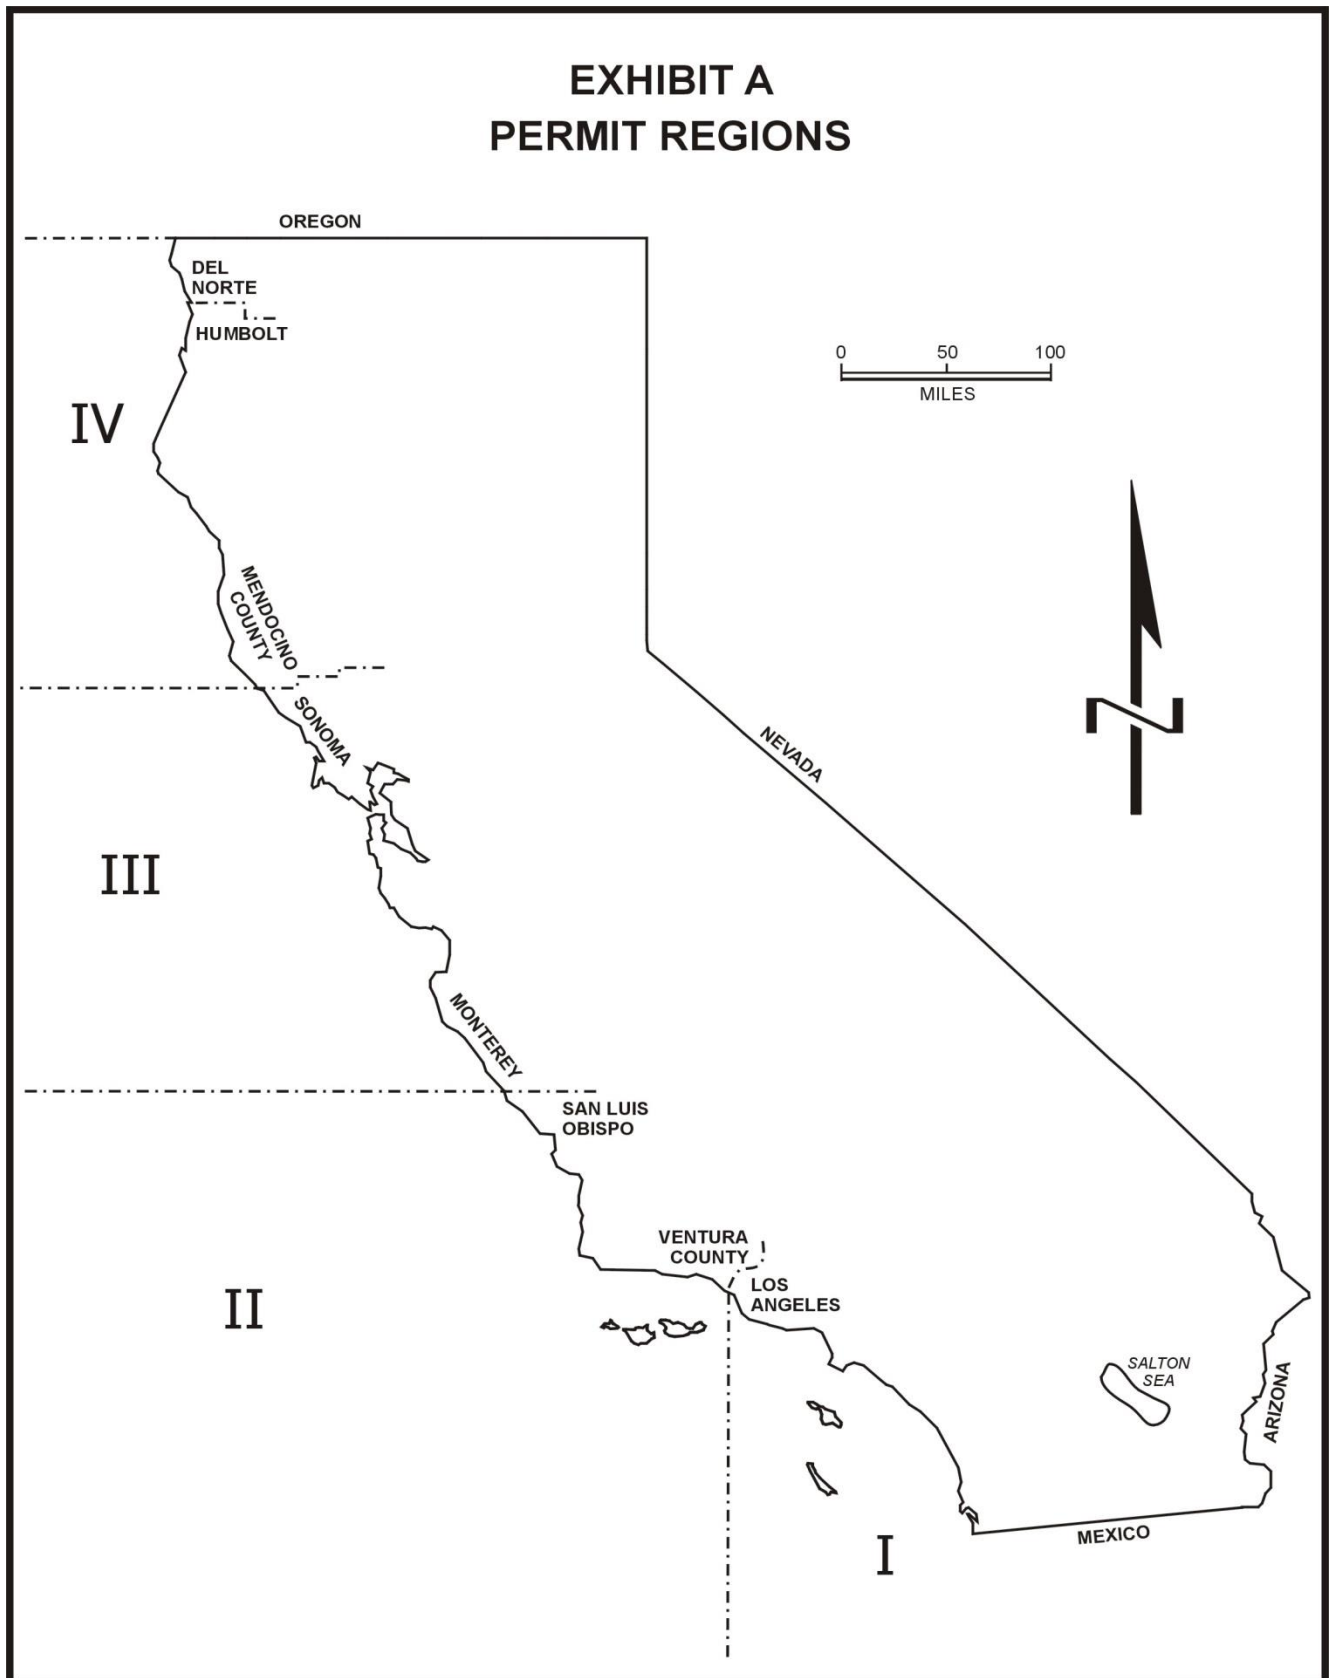 EXHIBIT A
PERMIT REGIONS
OREGON
DEL
NORTE
HUMBOLT
0 50 100
MILES
IV
MENDOCINO
COUNTY
SONOMA
NEVADA
III
MONTEREY
SAN LUIS
OBISPO
VENTURA
COUNTY
LOS
ANGELES
II
SALTON
SEA
ARIZONA
I
MEXICO
Z